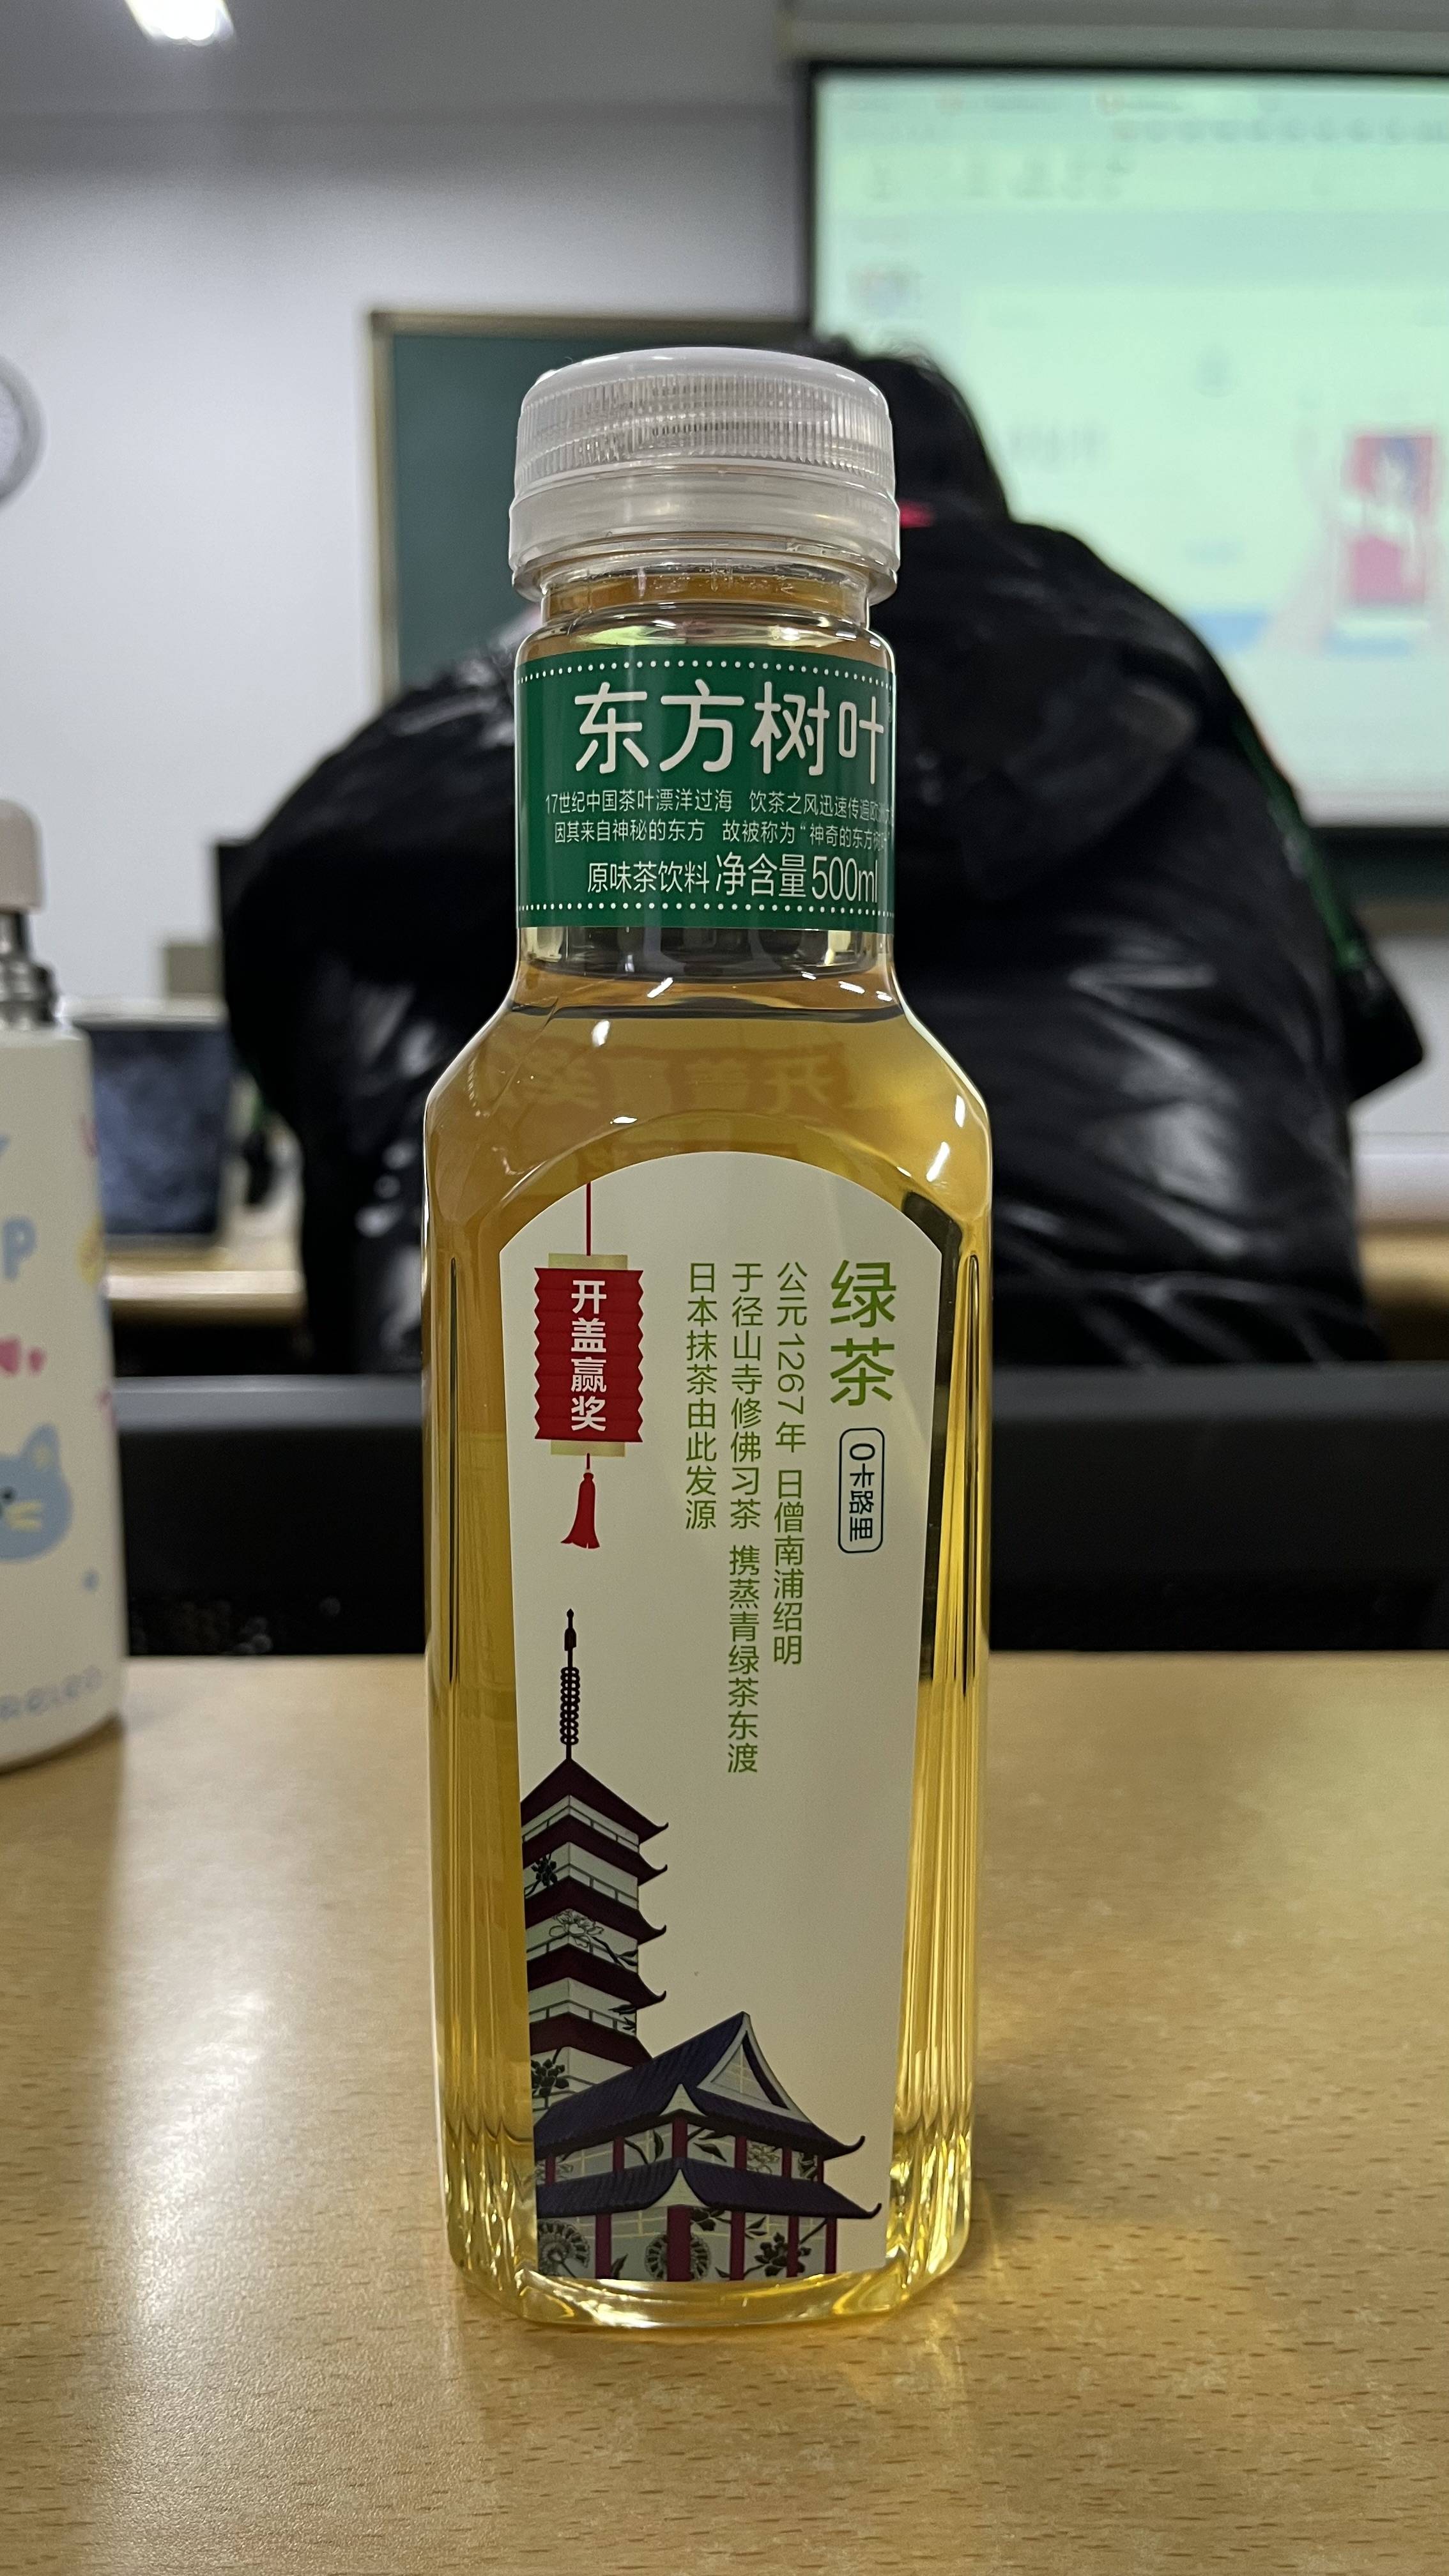 东方树叶
17世纪中国茶叶漂洋过海 饮茶之风迅速传遍欧
因其来自神秘的东方 故被称为“神奇的东方树叶
原味茶饮料 净含量500ml
绿茶
0卡路里
公元1267年 日僧南浦绍明
于径山寺修佛习茶 携蒸青绿茶东渡
日本抹茶由此发源
开盖赢奖
P